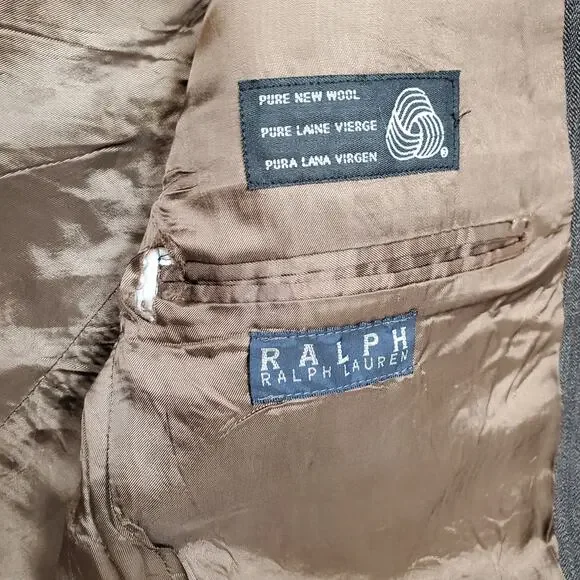 PURE NEW WOOL
PURE LAINE VIERGE
PURA LANA VIRGEN
RALPH
RALPH LAUREN